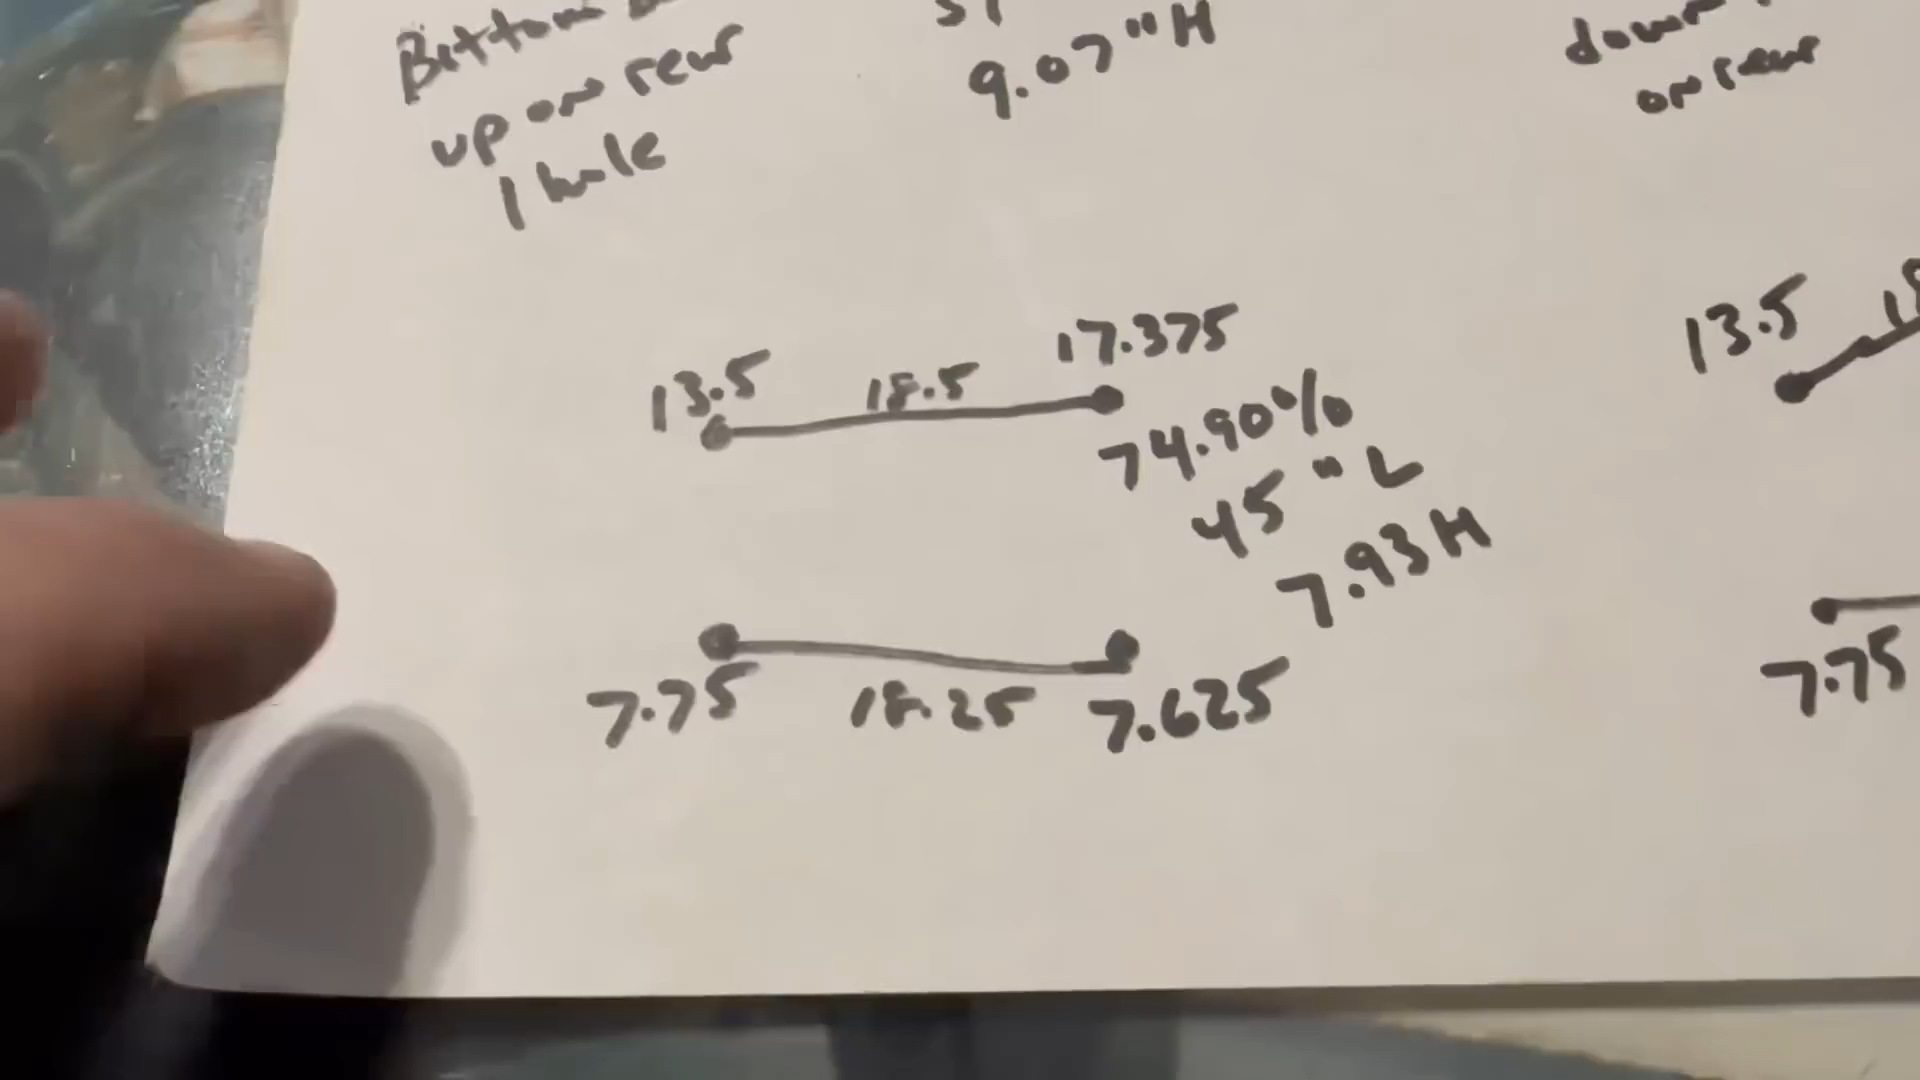 Bottom
up on rear
1 hole
9.07"H
down
on rear
13.5 18.5 17.375
74.90%
45" L
7.93H
7.75 18.25 7.625
13.5
7.75